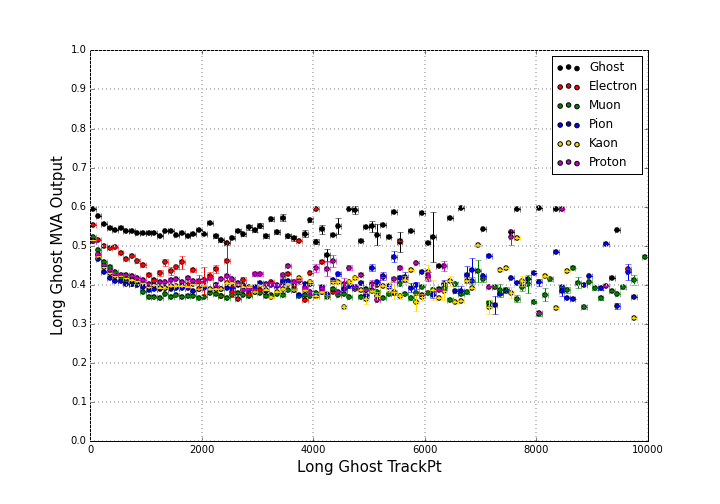 1.0
0.9
0.8
0.7
0.6
0.5
0.4
0.3
0.2
0.1
0.0
Long Ghost MVA Output
Ghost
Electron
Muon
Pion
Kaon
Proton
0
2000
4000
6000
8000
10000
Long Ghost TrackPt